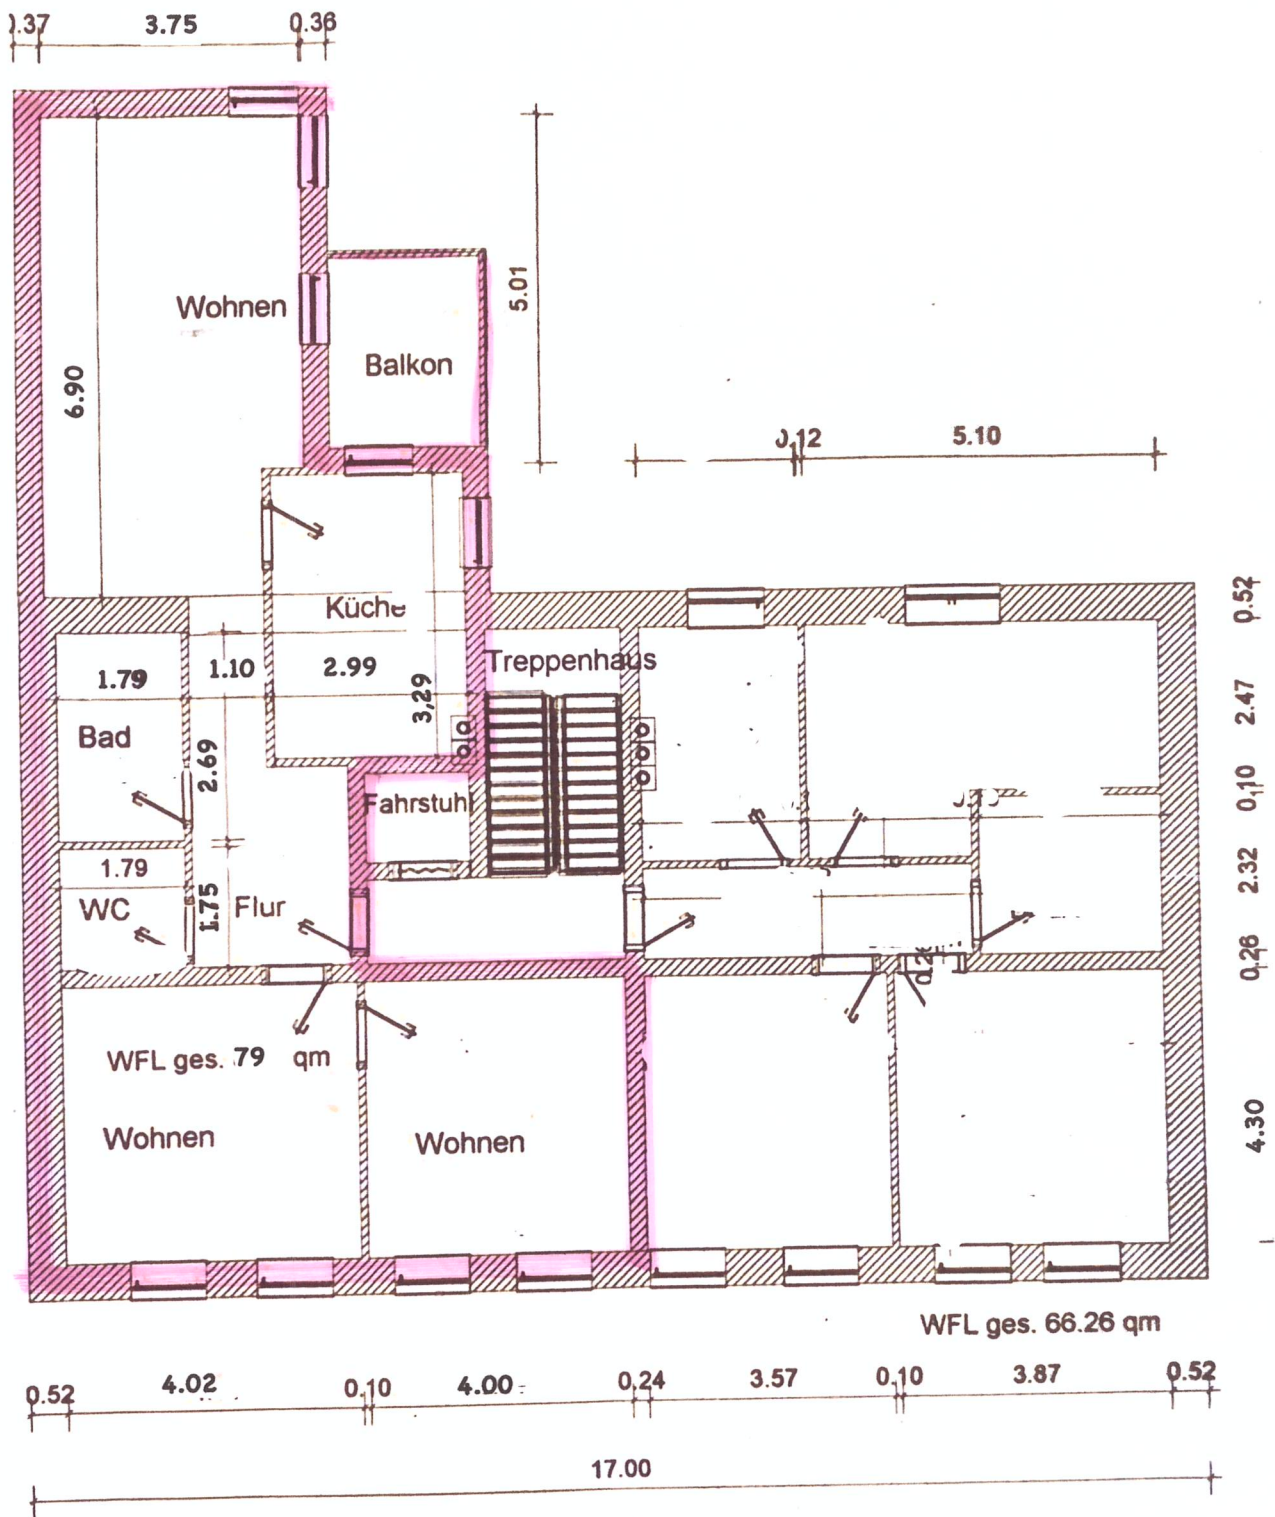 3.75 0.36
5.01
Wohnen
Balkon
6.90
0,12 5.10
0.52
Küche
Treppenhaus
1.79 1.10 2.99
3,29
2.47
Bad
2.69
0,10
Fahrstuhl
1.79
2.32
WC
1.75
Flur
0.26
WFL ges. 79 qm
Wohnen
Wohnen
4.30
WFL ges. 66.26 qm
0.52 4.02 0.10 4.00 0.24 3.57 0.10 3.87 0.52
17.00